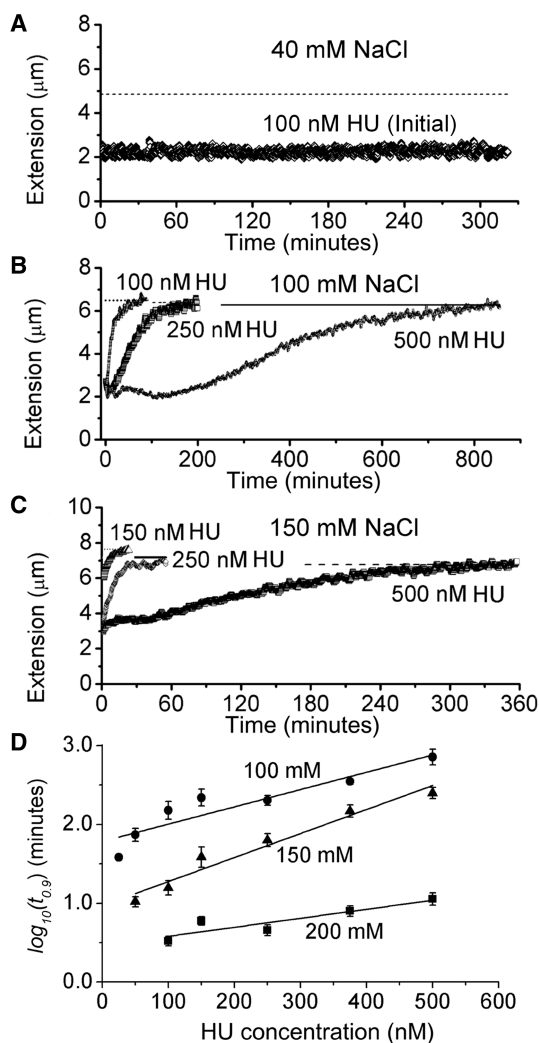 A
8
40 mM NaCl
6
4
100 nM HU (Initial)
2
0
Extension (μm)
0 60 120 180 240 300
Time (minutes)
B
8
100 nM HU
100 mM NaCl
6
250 nM HU
500 nM HU
4
2
0
Extension (μm)
0 200 400 600 800
Time (minutes)
C
10
150 nM HU
150 mM NaCl
8
250 nM HU
6
500 nM HU
4
2
0
Extension (μm)
0 60 120 180 240 300 360
Time (minutes)
D
3.0
100 mM
2.0
150 mM
1.0
200 mM
0.0
log10(t0.9) (minutes)
0 100 200 300 400 500 600
HU concentration (nM)